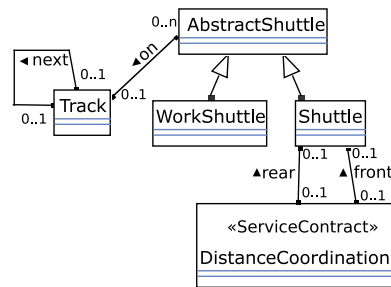 0..n
AbstractShuttle
◄ on
◄ next
0..1
Track
0..1
0..1
WorkShuttle
Shuttle
0..1
0..1
▲rear
▲ front
0..1
0..1
«ServiceContract»
DistanceCoordination